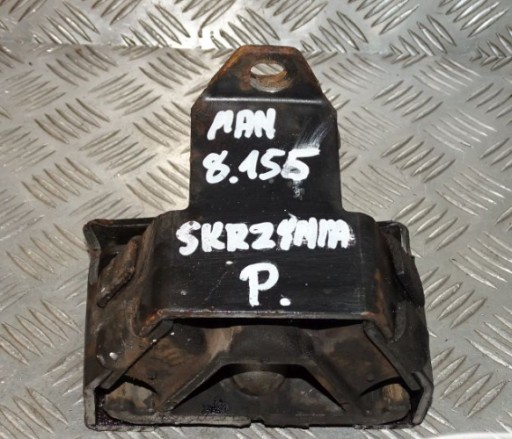 MAN
8.155
SKRZYNIA
P.